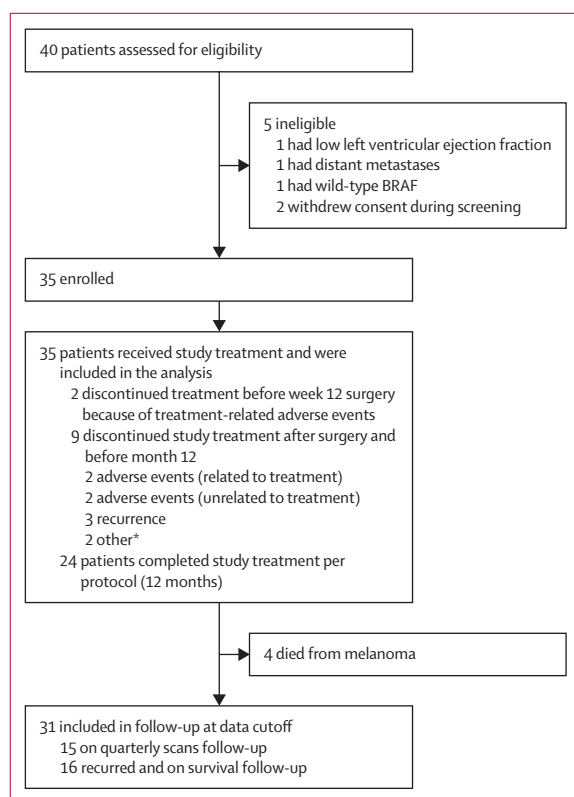 40 patients assessed for eligibility
5 ineligible
1 had low left ventricular ejection fraction
1 had distant metastases
1 had wild-type BRAF
2 withdrew consent during screening
35 enrolled
35 patients received study treatment and were
included in the analysis
2 discontinued treatment before week 12 surgery
because of treatment-related adverse events
9 discontinued study treatment after surgery and
before month 12
2 adverse events (related to treatment)
2 adverse events (unrelated to treatment)
3 recurrence
2 other*
24 patients completed study treatment per
protocol (12 months)
4 died from melanoma
31 included in follow-up at data cutoff
15 on quarterly scans follow-up
16 recurred and on survival follow-up